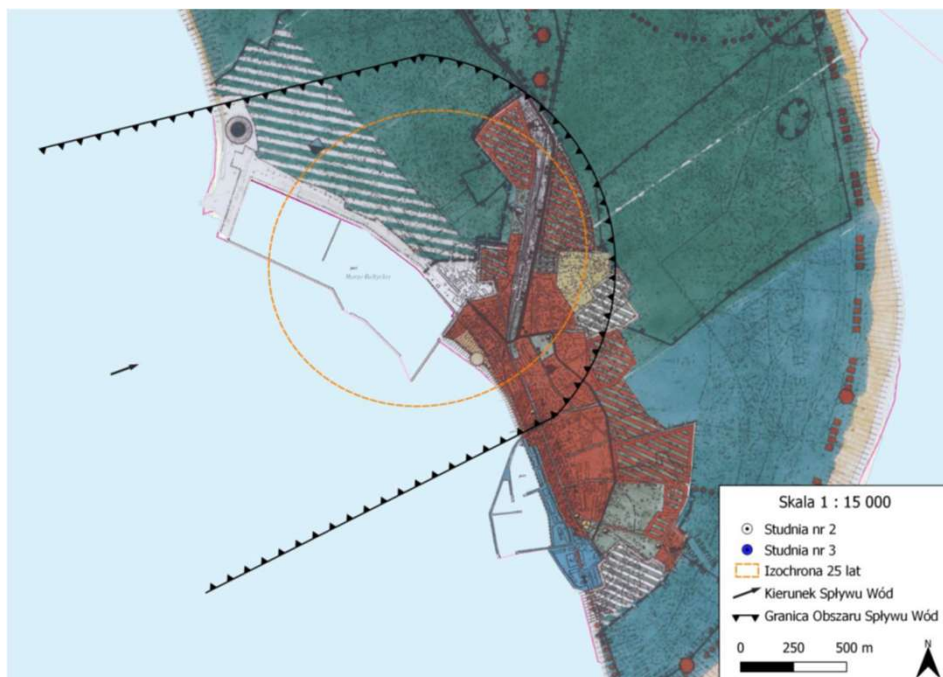 Skala 1 : 15 000
Studnia nr 2
Studnia nr 3
Izochrona 25 lat
Kierunek Spływu Wód
Granica Obszaru Spływu Wód
0 250 500 m
N